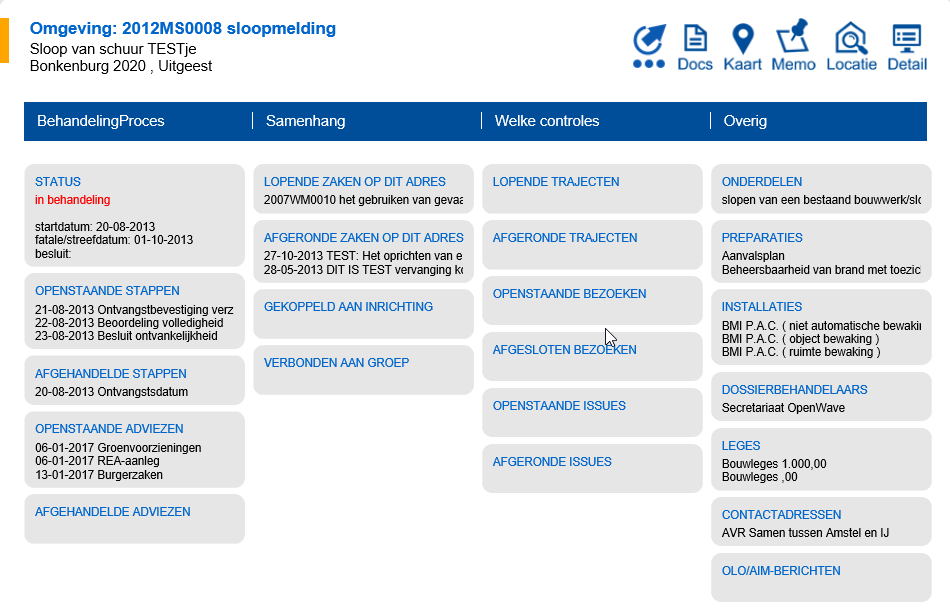 Omgeving: 2012MS0008 sloopmelding
Sloop van schuur TESTje
Bonkenburg 2020 , Uitgeest
Docs
Kaart
Memo
Locatie
Detail
BehandelingProces
Samenhang
Welke controles
Overig
STATUS
in behandeling
startdatum: 20-08-2013
fatale/streefdatum: 01-10-2013
besluit:
OPENSTAANDE STAPPEN
21-08-2013 Ontvangstbevestiging verz
22-08-2013 Beoordeling volledigheid
23-08-2013 Besluit ontvankelijkheid
AFGEHANDELDE STAPPEN
20-08-2013 Ontvangstsdatum
OPENSTAANDE ADVIEZEN
06-01-2017 Groenvoorzieningen
06-01-2017 REA-aanleg
13-01-2017 Burgerzaken
AFGEHANDELDE ADVIEZEN
LOPENDE ZAKEN OP DIT ADRES
2007WM0010 het gebruiken van gevaa
AFGERONDE ZAKEN OP DIT ADRES
27-10-2013 TEST: Het oprichten van e
28-05-2013 DIT IS TEST vervanging ko
GEKOPPELD AAN INRICHTING
VERBONDEN AAN GROEP
LOPENDE TRAJECTEN
AFGERONDE TRAJECTEN
OPENSTAANDE BEZOEKEN
AFGESLOTEN BEZOEKEN
OPENSTAANDE ISSUES
AFGERONDE ISSUES
ONDERDELEN
slopen van een bestaand bouwwerk/slo
PREPARATIES
Aanvalsplan
Beheersbaarheid van brand met toezic
INSTALLATIES
BMI P.A.C. ( niet automatische bewakin
BMI P.A.C. ( object bewaking )
BMI P.A.C. ( ruimte bewaking )
DOSSIERBEHANDELAARS
Secretariaat OpenWave
LEGES
Bouwleges 1.000,00
Bouwleges ,00
CONTACTADRESSEN
AVR Samen tussen Amstel en IJ
OLO/AIM-BERICHTEN